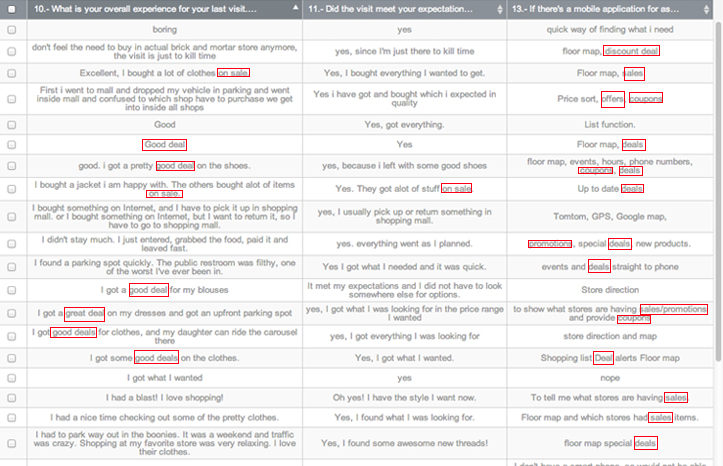 10.- What is your overall experience for your last visit....
11.- Did the visit meet your expectation...
13.- If there's a mobile application for as...
boring
yes
quick way of finding what i need
don't feel the need to buy in actual brick and mortar store anymore,
the visit is just to kill time
yes, since I'm just there to kill time
floor map, discount deal
Excellent, I bought a lot of clothes on sale.
Yes, I bought everything I wanted to get.
Floor map, sales
First i went to mall and dropped my vehicle in parking and went
inside mall and confused to which shop have to purchase we get
into inside all shops
Yes i have got and bought which i expected in
quality
Price sort, offers, coupons
Good
Yes, got everything.
List function.
Good deal
Yes
Floor map, deals
good. i got a pretty good deal on the shoes.
yes, because i left with some good shoes
floor map, events, hours, phone numbers,
coupons, deals
I bought a jacket i am happy with. The others bought alot of items
on sale.
Yes. They got alot of stuff on sale.
Up to date deals
I bought something on Internet, and I have to pick it up in shopping
mall. or I bought something on Internet, but I want to return it, so I
have to go to shopping mall.
yes, I usually pick up or return something in
shopping mall.
Tomtom, GPS, Google map,
I didn't stay much. I just entered, grabbed the food, paid it and
leaved fast.
yes. everything went as I planned.
promotions, special deals, new products.
I found a parking spot quickly. The public restroom was filthy, one
of the worst I've ever been in.
Yes I got what I needed and it was quick.
events and deals straight to phone
I got a good deal for my blouses
It met my expectations and I did not have to look
somewhere else for options.
Store direction
I got a great deal on my dresses and got an upfront parking spot
yes, I got what I was looking for in the price range
I wanted
to show what stores are having sales/promotions
and provide coupons
I got good deals for clothes, and my daughter can ride the carousel
there
yes, I got everything I was looking for
store direction and map
I got some good deals on the clothes.
Yes, I got what I wanted.
Shopping list Deal alerts Floor map
I got what I wanted
yes
nope
I had a blast! I love shopping!
Oh yes! I have the style I want now.
To tell me what stores are having sales.
I had a nice time checking out some of the pretty clothes.
Yes, I found what I was looking for.
Floor map and which stores had sales items.
I had to park way out in the boonies. It was a weekend and traffic
was crazy. Shopping at my favorite store was very relaxing. I love
their clothes.
Yes, I found some awesome new threads!
floor map special deals